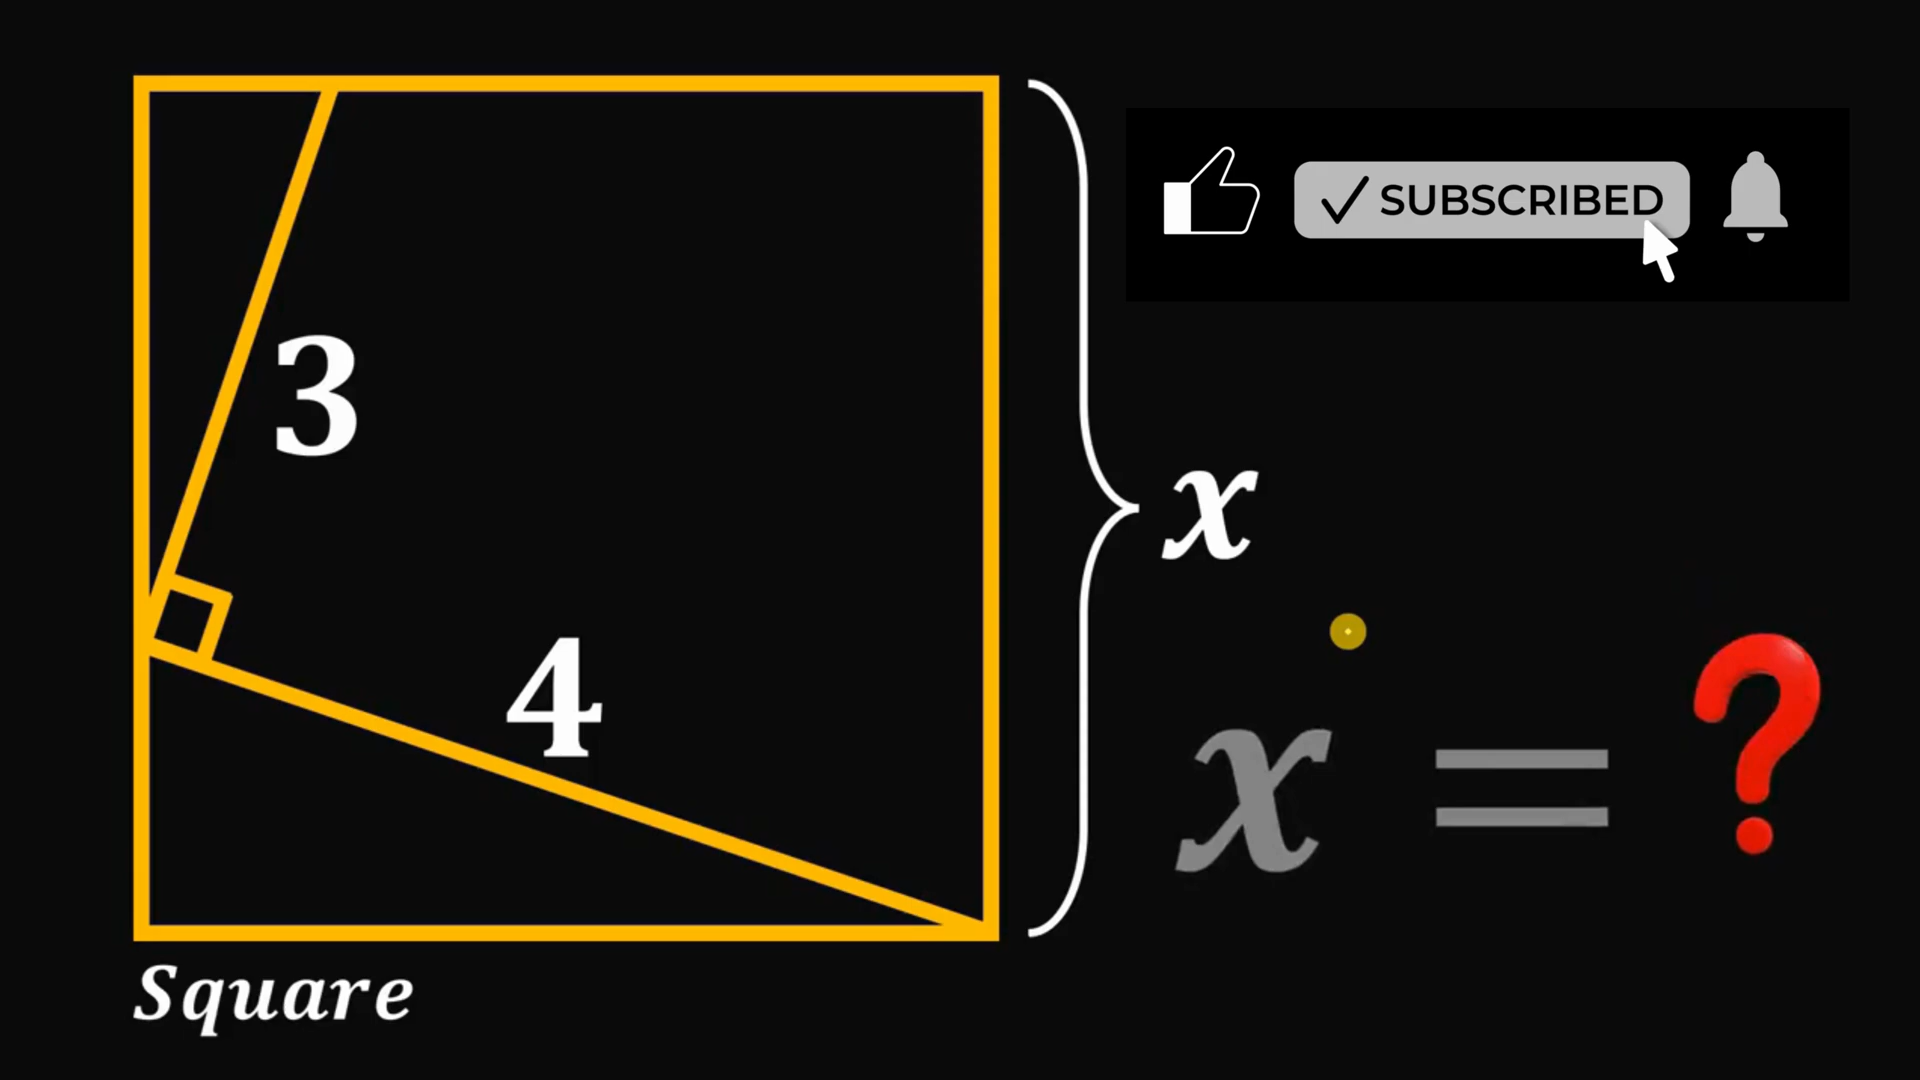 SUBSCRIBED
3
x
4
x = ?
Square